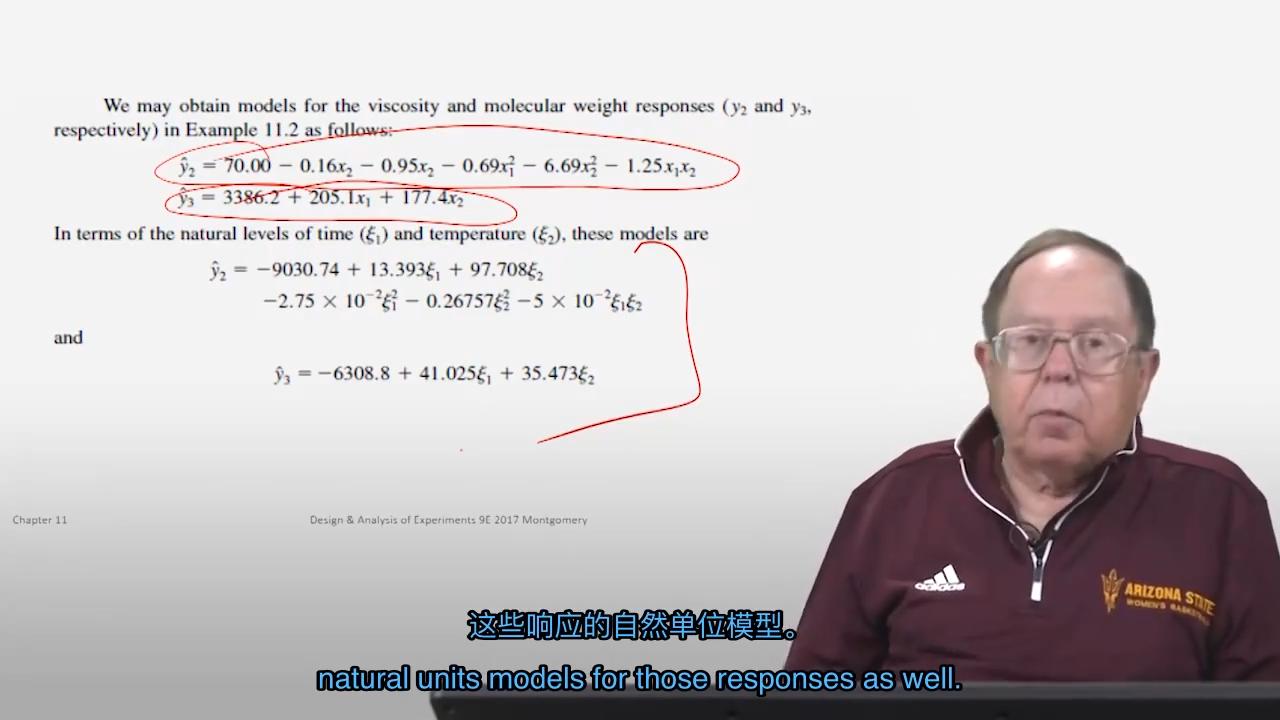 We may obtain models for the viscosity and molecular weight responses (y₂ and y₃,
respectively) in Example 11.2 as follows:
ŷ₂ = 70.00 − 0.16x₂ − 0.95x₂ − 0.69x₁² − 6.69x₂² − 1.25x₁x₂
ŷ₃ = 3386.2 + 205.1x₁ + 177.4x₂
In terms of the natural levels of time (ξ₁) and temperature (ξ₂), these models are
ŷ₂ = −9030.74 + 13.393ξ₁ + 97.708ξ₂
−2.75 × 10⁻²ξ₁² − 0.26757ξ₂² −5 × 10⁻²ξ₁ξ₂
and
ŷ₃ = −6308.8 + 41.025ξ₁ + 35.473ξ₂
adidas
ARIZONA STATE
WOMEN'S BASKETBALL
Chapter 11
Design & Analysis of Experiments 9E 2017 Montgomery
这些响应的自然单位模型。
natural units models for those responses as well.